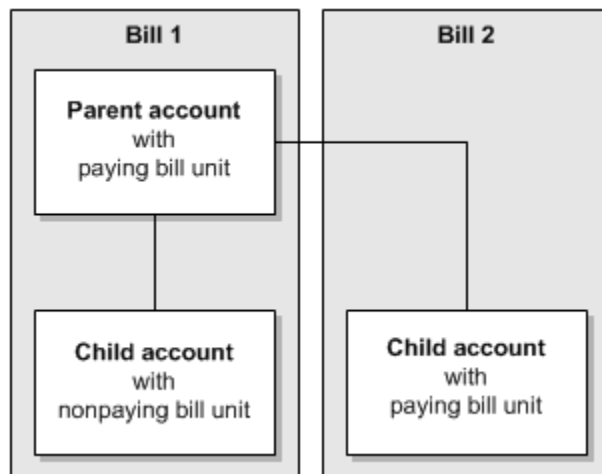 Bill 1
Parent account
with
paying bill unit
Child account
with
nonpaying bill unit
Bill 2
Child account
with
paying bill unit